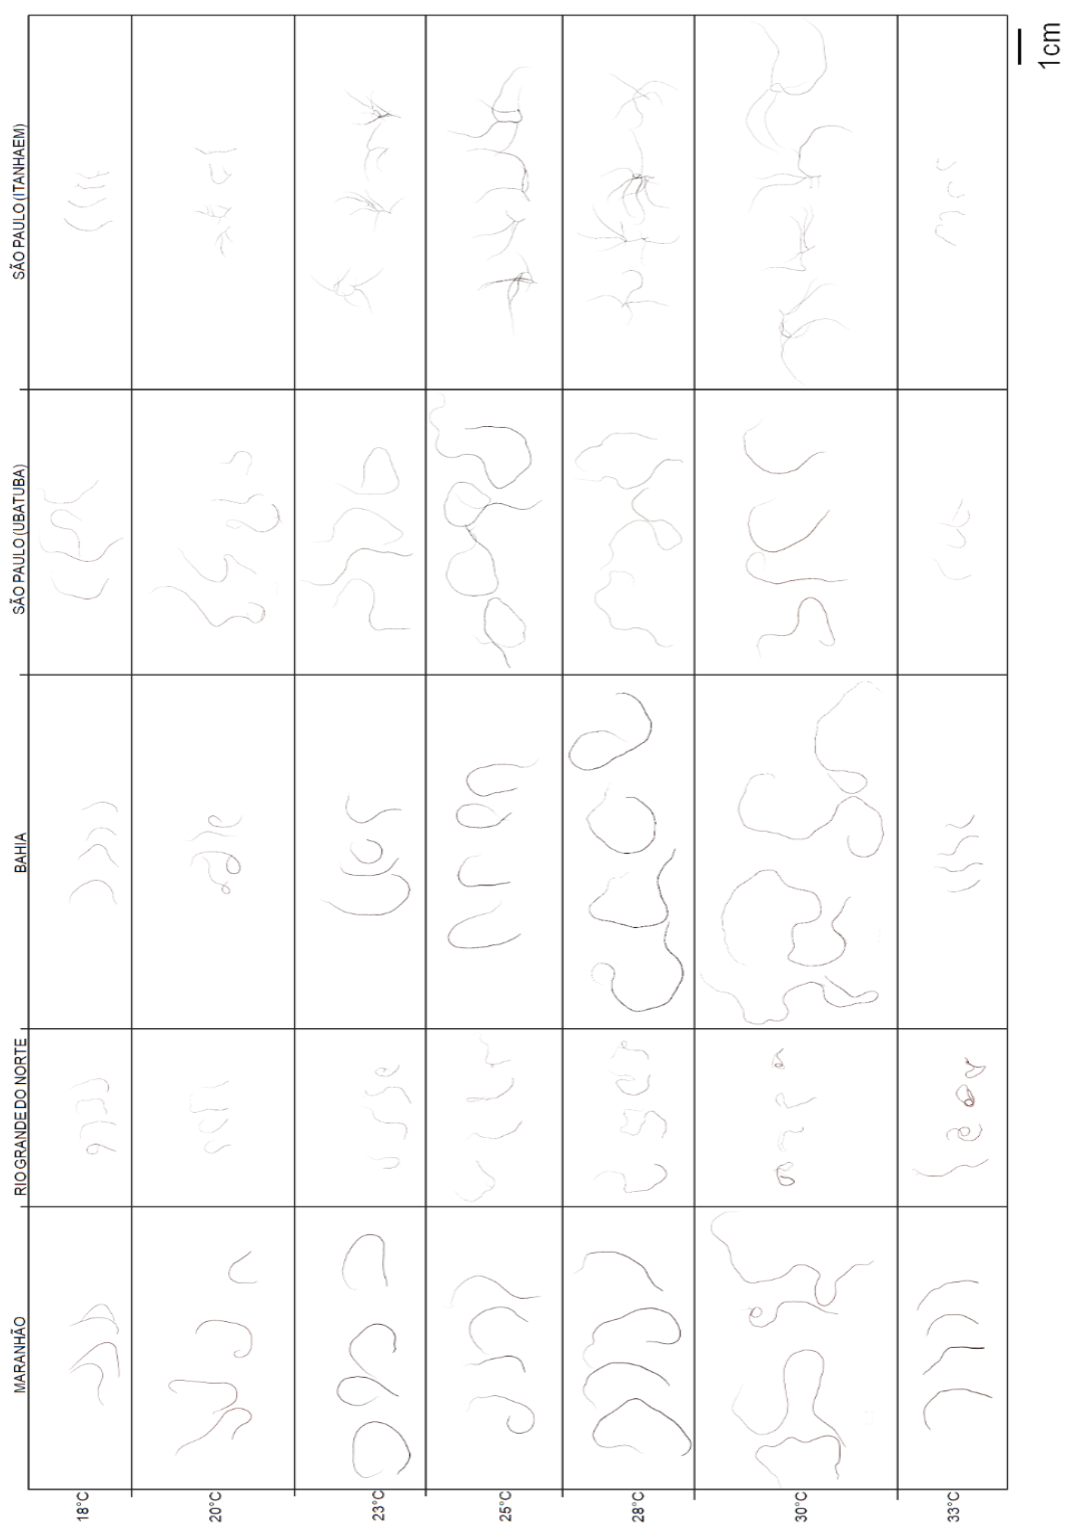 SÃO PAULO (ITANHAEM)
SÃO PAULO (UBATUBA)
BAHIA
RIO GRANDE DO NORTE
MARANHÃO
18°C
20°C
23°C
25°C
28°C
30°C
33°C
1cm